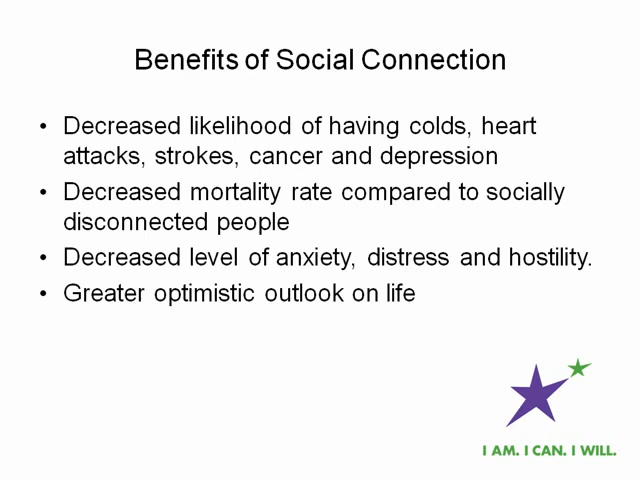 Benefits of Social Connection
• Decreased likelihood of having colds, heart
attacks, strokes, cancer and depression
• Decreased mortality rate compared to socially
disconnected people
• Decreased level of anxiety, distress and hostility.
• Greater optimistic outlook on life
I AM. I CAN. I WILL.